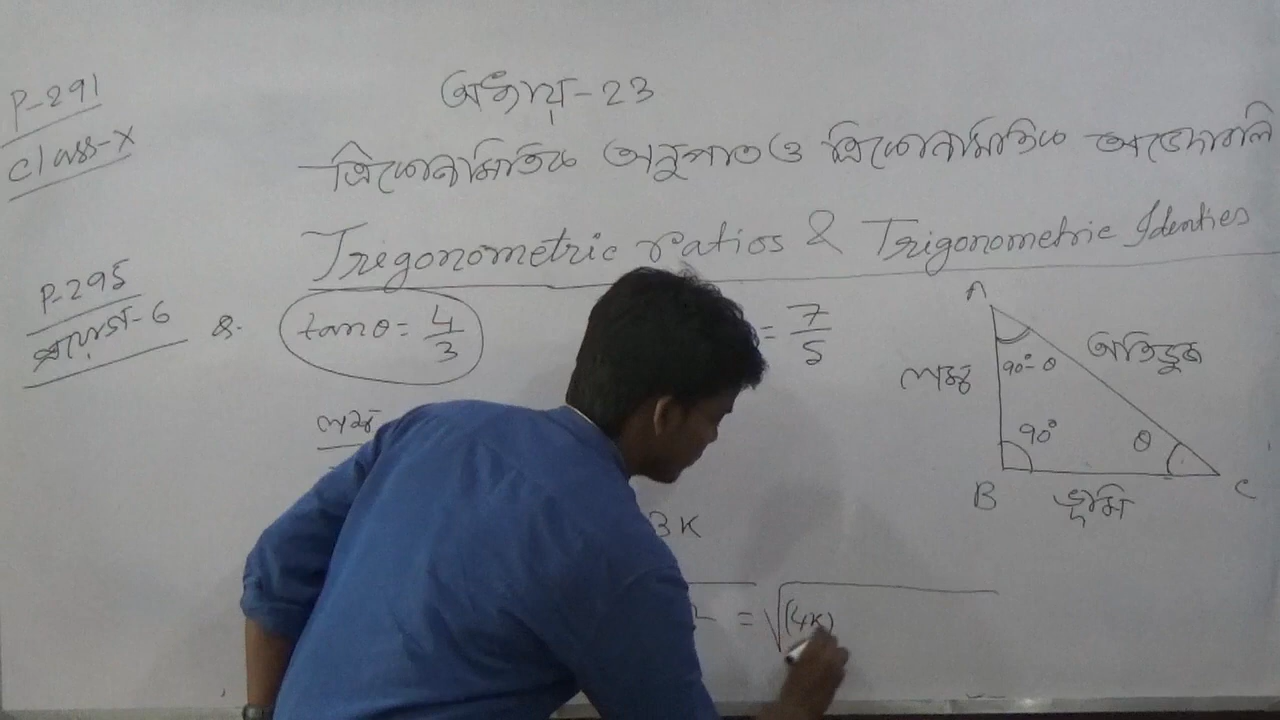 P-291
Class-X
অধ্যায়-23
ত্রিকোণমিতিক অনুপাত ও ত্রিকোণমিতিক অভেদাবলি
Trigonometric ratios & Trigonometric Identies
P-295
প্রয়োগ-6
tanθ = 4/3
= 7/5
লম্ব
3K
= √(4K)
A
90°-θ
অতিভুজ
লম্ব
90°
θ
B
ভূমি
C